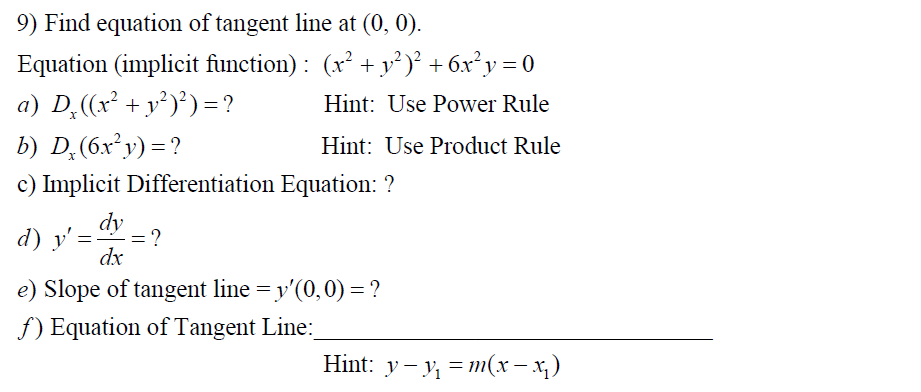 9) Find equation of tangent line at (0, 0).
Equation (implicit function) : (x² + y²)² + 6x²y = 0
a) Dₓ((x² + y²)²) = ? Hint: Use Power Rule
b) Dₓ(6x²y) = ? Hint: Use Product Rule
c) Implicit Differentiation Equation: ?
d) y′ = dy/dx = ?
e) Slope of tangent line = y′(0,0) = ?
f) Equation of Tangent Line:
Hint: y − y₁ = m(x − x₁)